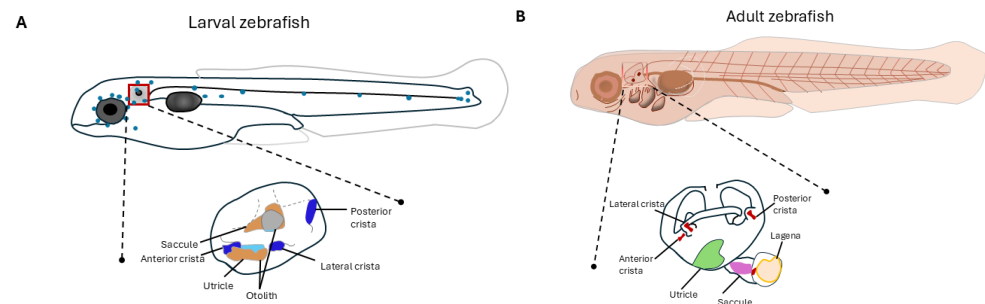 A
Larval zebrafish
Saccule
Anterior crista
Utricle
Otolith
Posterior
crista
Lateral crista
B
Adult zebrafish
Lateral crista
Anterior
crista
Utricle
Saccule
Posterior
crista
Lagena